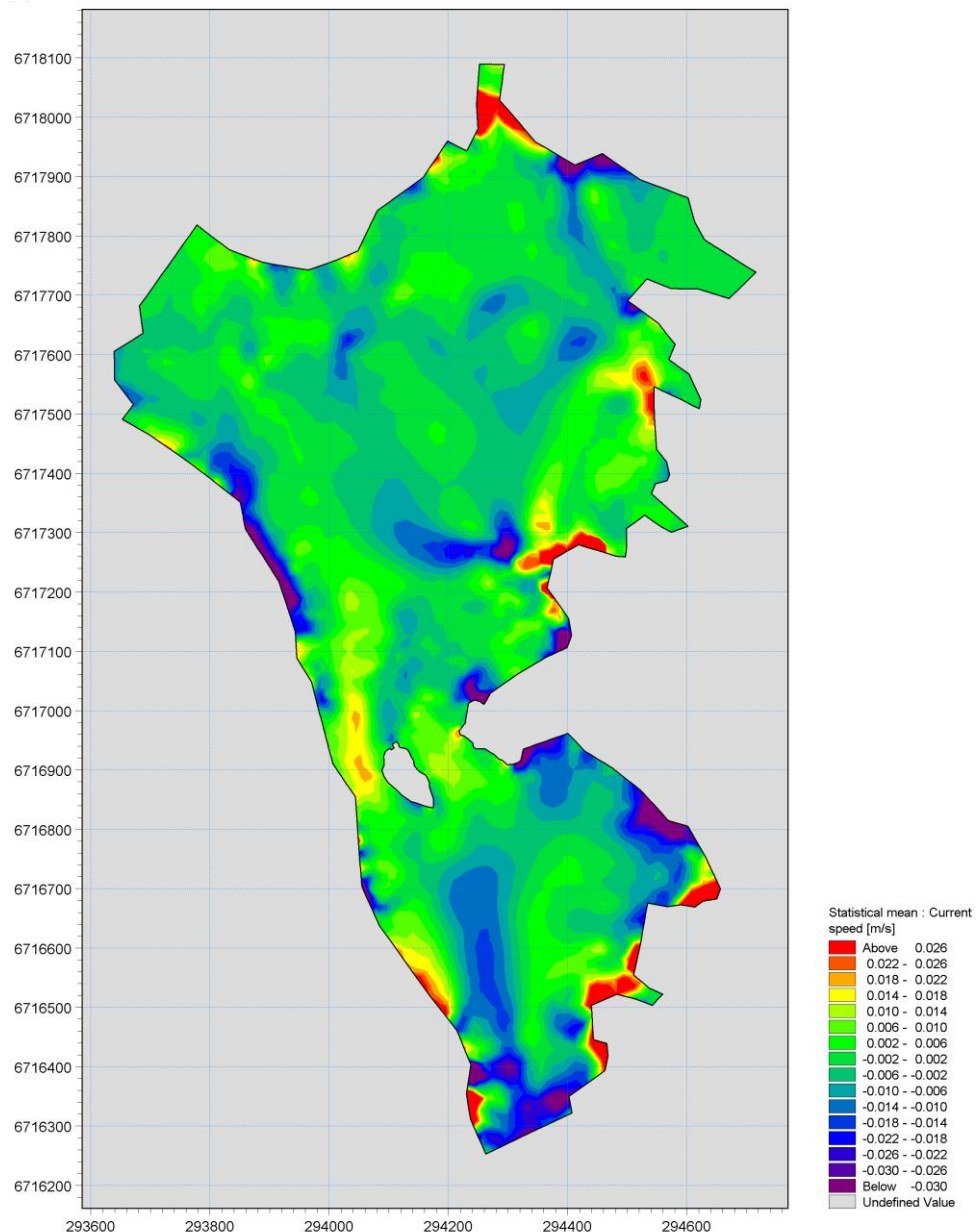 6718100
6718000
6717900
6717800
6717700
6717600
6717500
6717400
6717300
6717200
6717100
6717000
6716900
6716800
6716700
6716600
6716500
6716400
6716300
6716200
293600 293800 294000 294200 294400 294600
Statistical mean : Current
speed [m/s]
Above 0.026
0.022 - 0.026
0.018 - 0.022
0.014 - 0.018
0.010 - 0.014
0.006 - 0.010
0.002 - 0.006
-0.002 - 0.002
-0.006 - -0.002
-0.010 - -0.006
-0.014 - -0.010
-0.018 - -0.014
-0.022 - -0.018
-0.026 - -0.022
-0.030 - -0.026
Below -0.030
Undefined Value